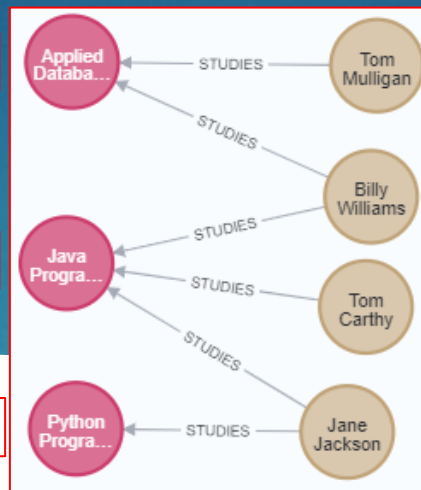 Applied
Databa...
STUDIES
Tom
Mulligan
STUDIES
Billy
Williams
STUDIES
Java
Progra...
STUDIES
Tom
Carthy
STUDIES
Python
Progra...
STUDIES
Jane
Jackson